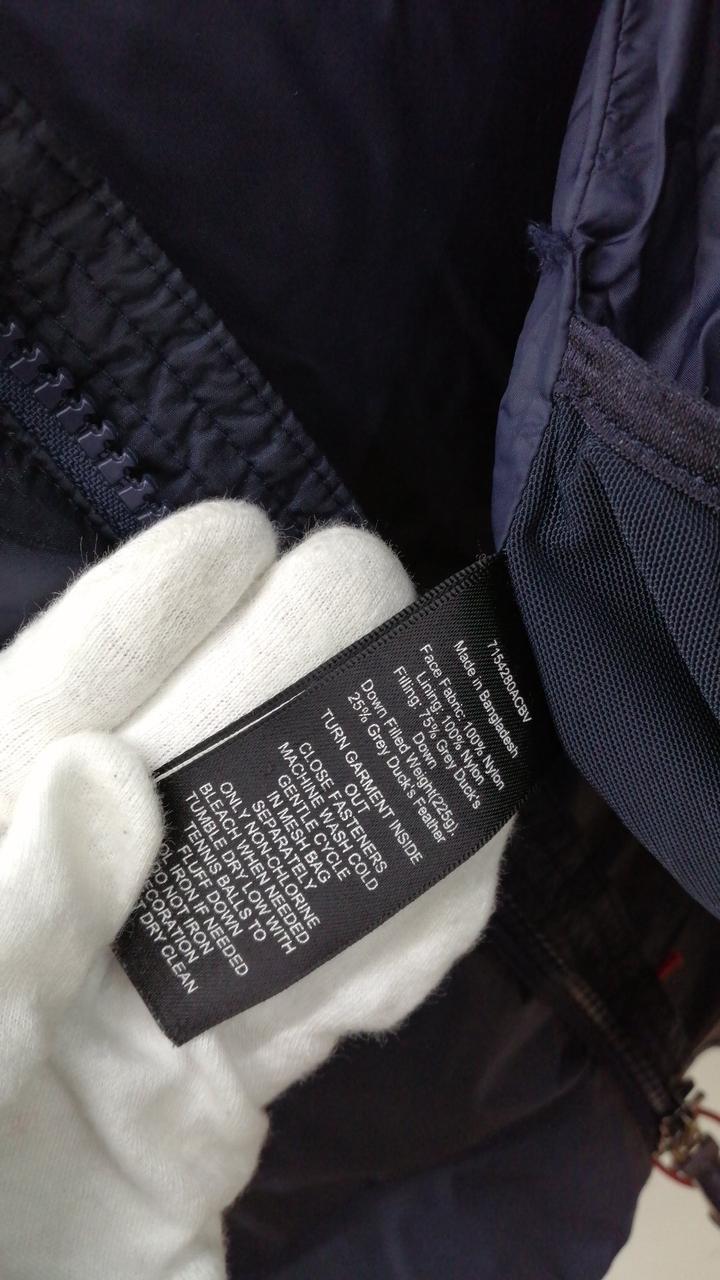 7154280ACBV
Made in Bangladesh
Face Fabric: 100% Nylon
Lining: 100% Nylon
Filling: 75% Grey Duck's
Down
Down Filled Weight(225g),
25% Grey Duck's Feather
TURN GARMENT INSIDE
OUT
CLOSE FASTENERS
MACHINE WASH COLD
GENTLE CYCLE
IN MESH BAG
SEPARATELY
ONLY NON-CHLORINE
BLEACH WHEN NEEDED
TUMBLE DRY LOW WITH
TENNIS BALLS TO
FLUFF DOWN
IRON IF NEEDED
NOT IRON
DRY CLEAN